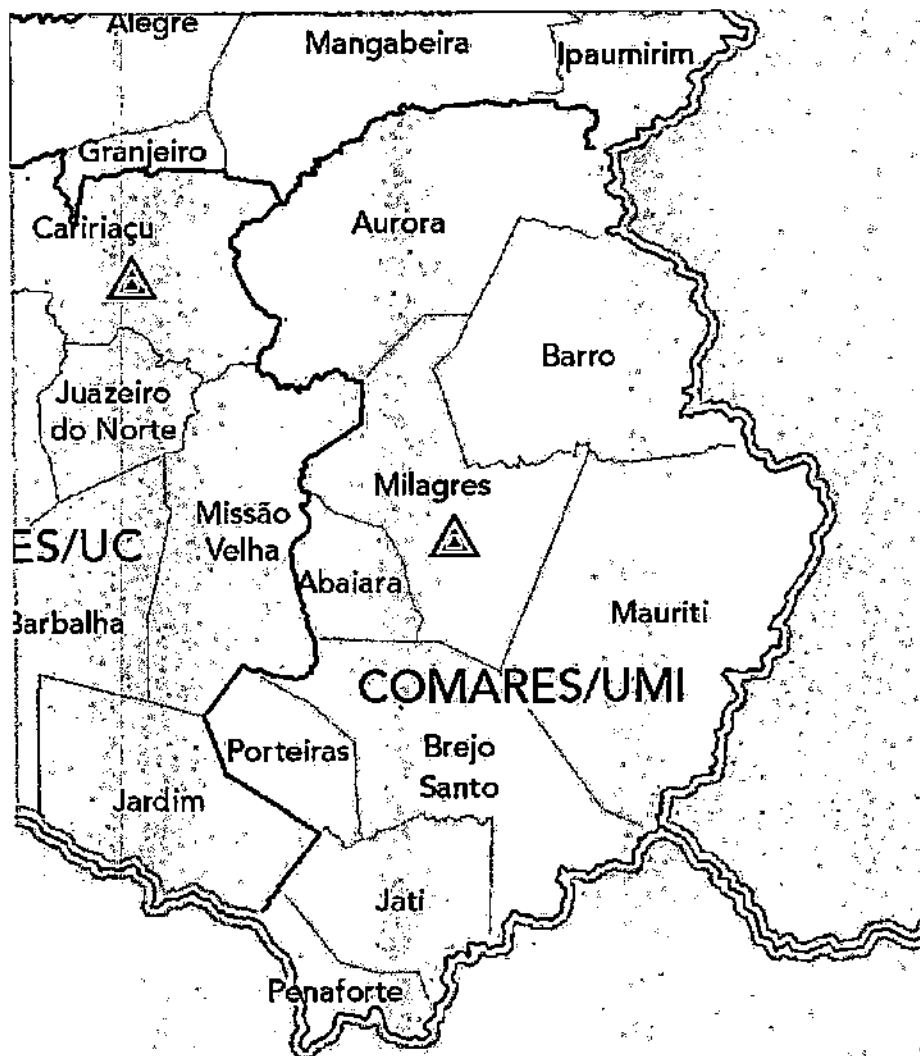 Alegre
Mangabeira
Ipaumirim
Granjeiro
Caririaçu
Aurora
Barro
Juazeiro
do Norte
Milagres
Missão
Velha
ES/UC
Abaiara
Barbalha
Mauriti
COMARES/UMI
Porteiras
Brejo
Santo
Jardim
Jati
Penaforte